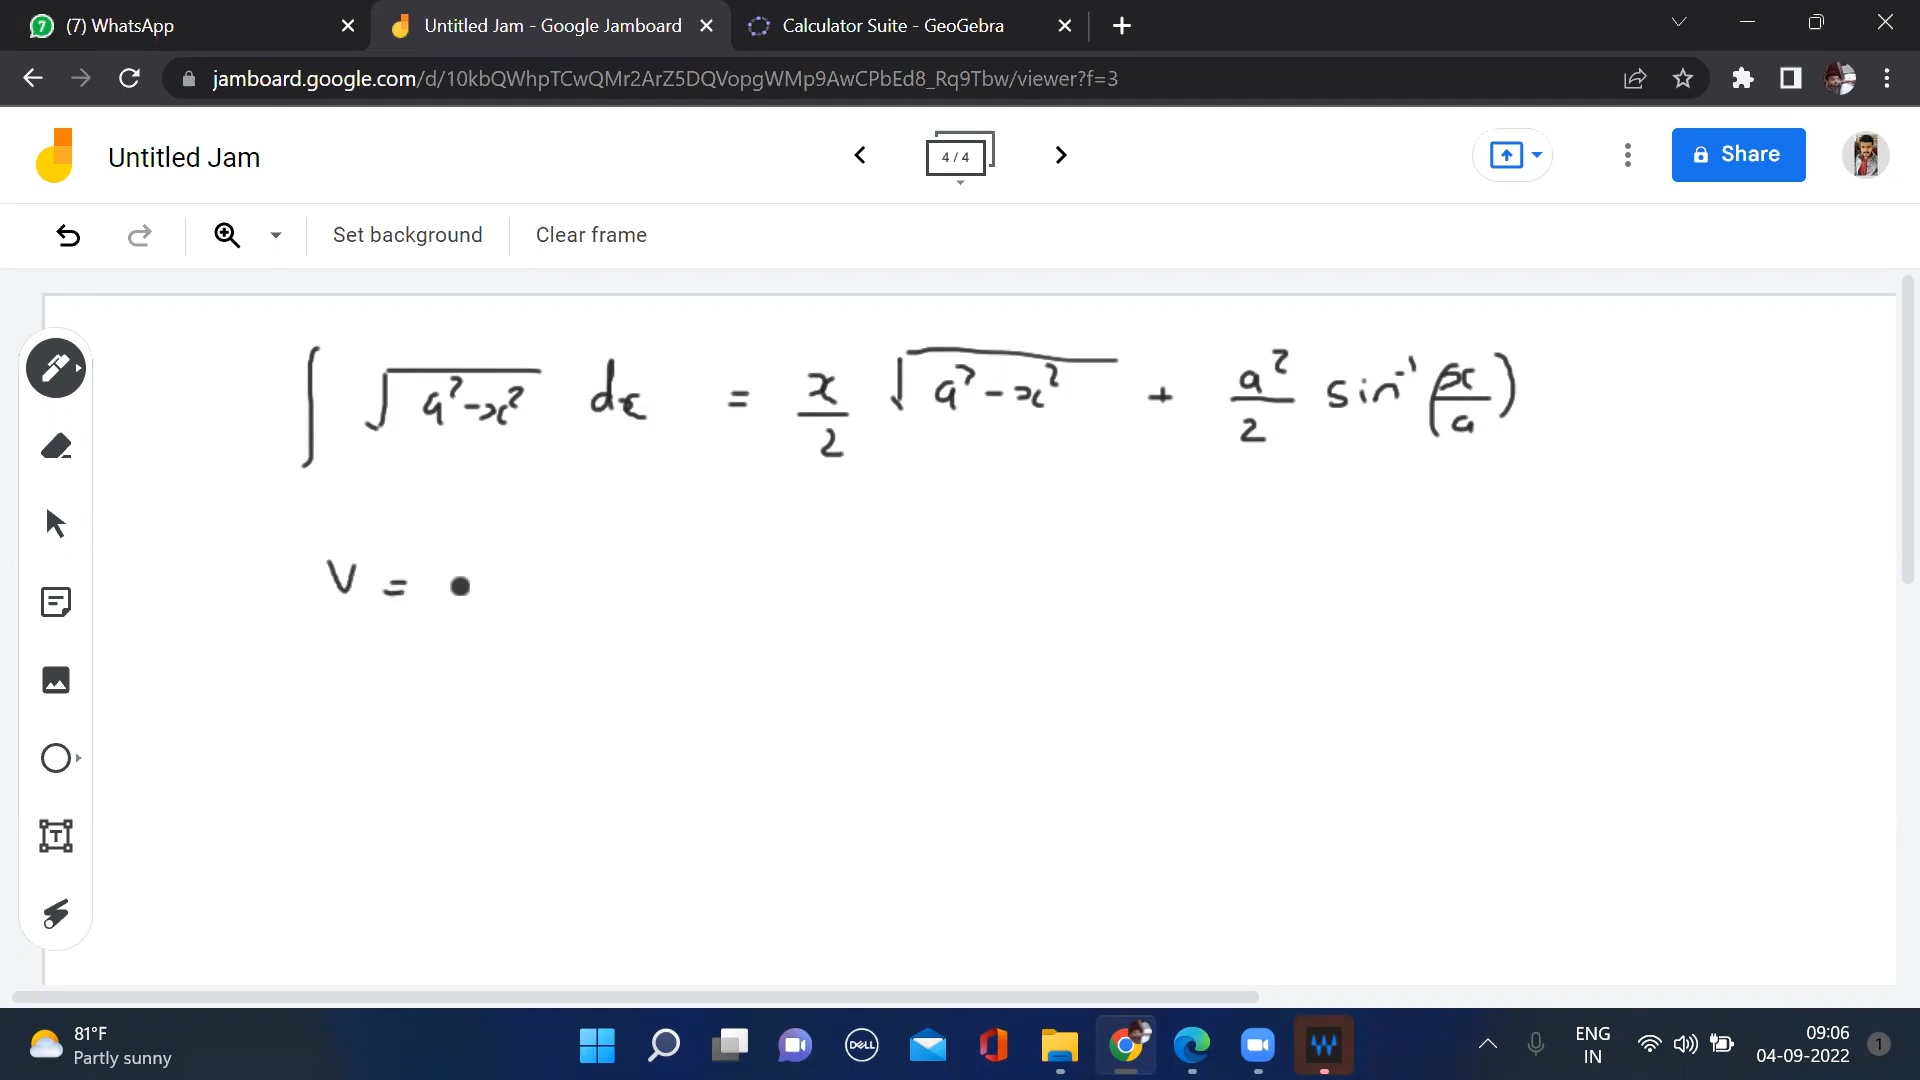 (7) WhatsApp
Untitled Jam - Google Jamboard
Calculator Suite - GeoGebra
jamboard.google.com/d/10kbQWhpTCwQMr2ArZ5DQVopgWMp9AwCPbEd8_Rq9Tbw/viewer?f=3
Untitled Jam
4 / 4
Share
Set background
Clear frame
∫ √(a²-x²) dx = x/2 √(a²-x²) + a²/2 sin⁻¹(x/a)
V =
81°F
Partly sunny
DELL
ENG
IN
09:06
04-09-2022
1